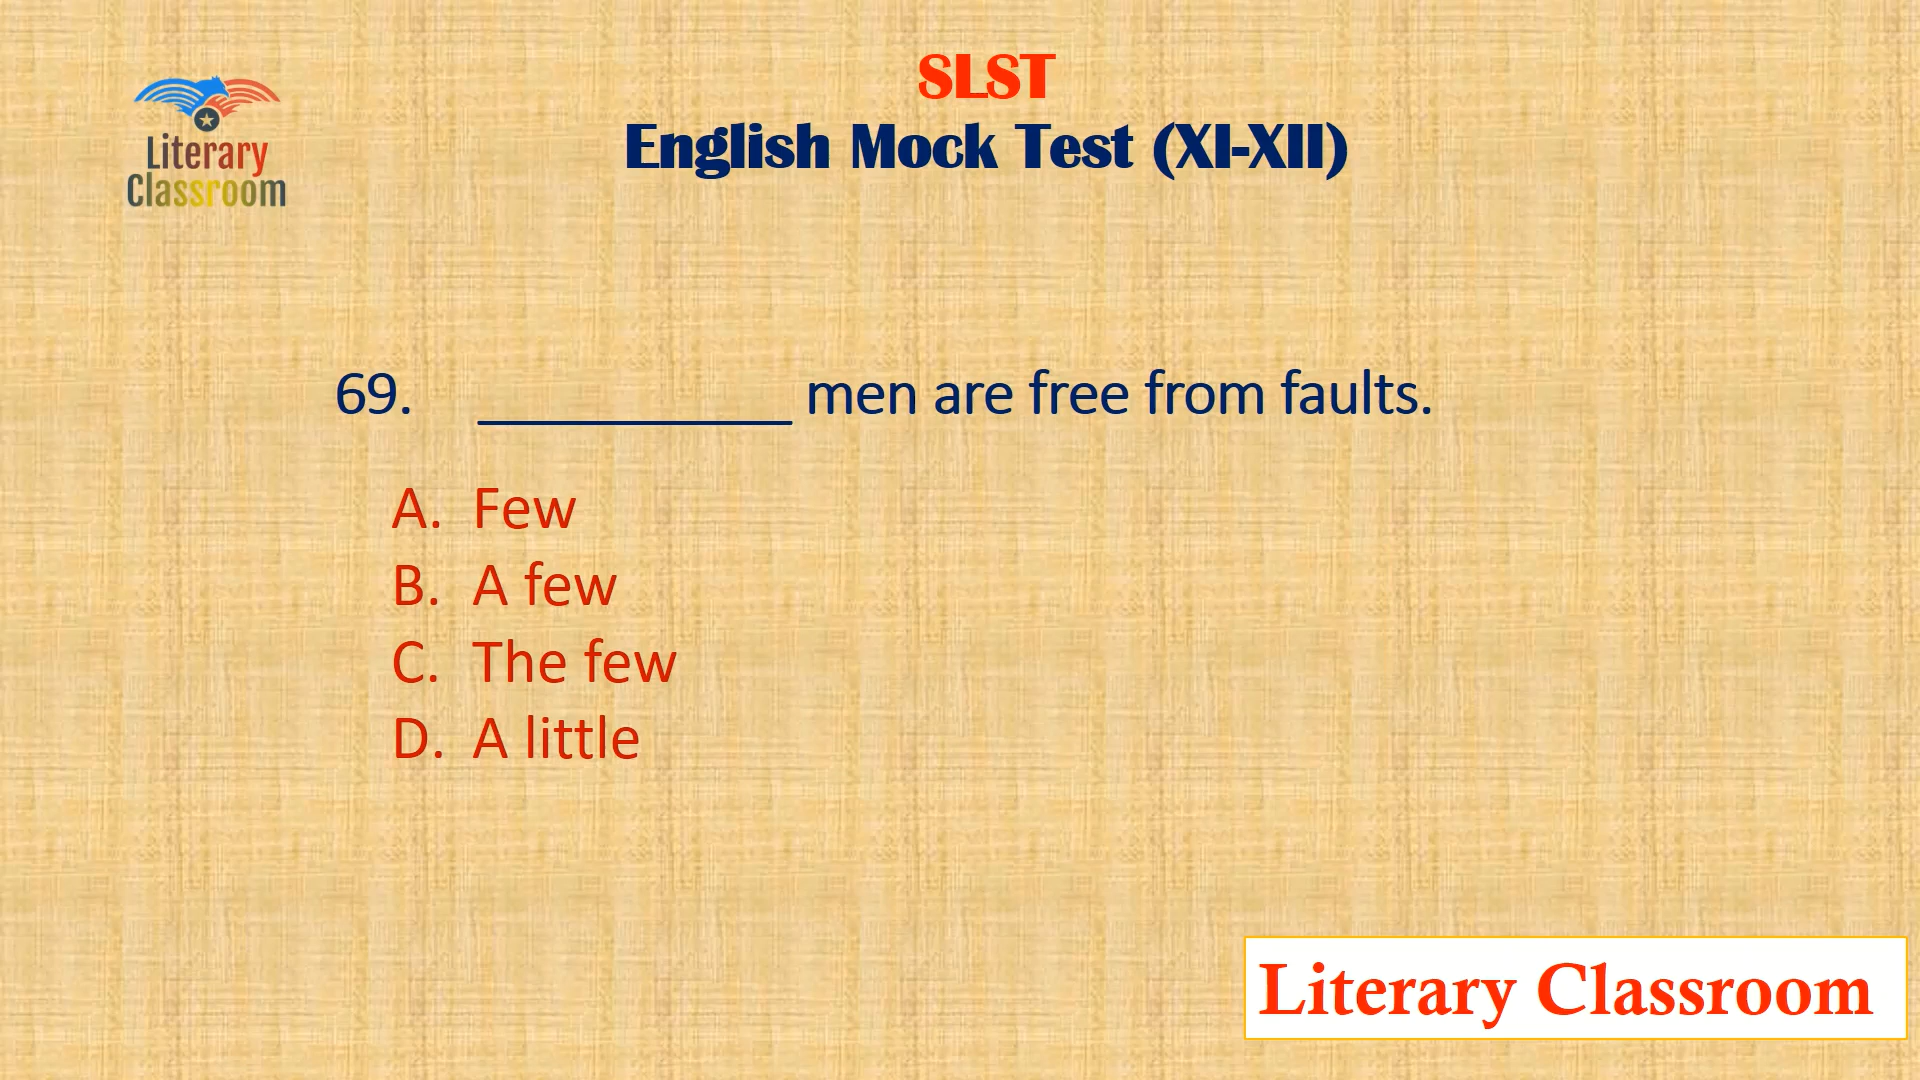 SLST
English Mock Test (XI-XII)
Literary
Classroom
69. ___________ men are free from faults.
A. Few
B. A few
C. The few
D. A little
Literary Classroom